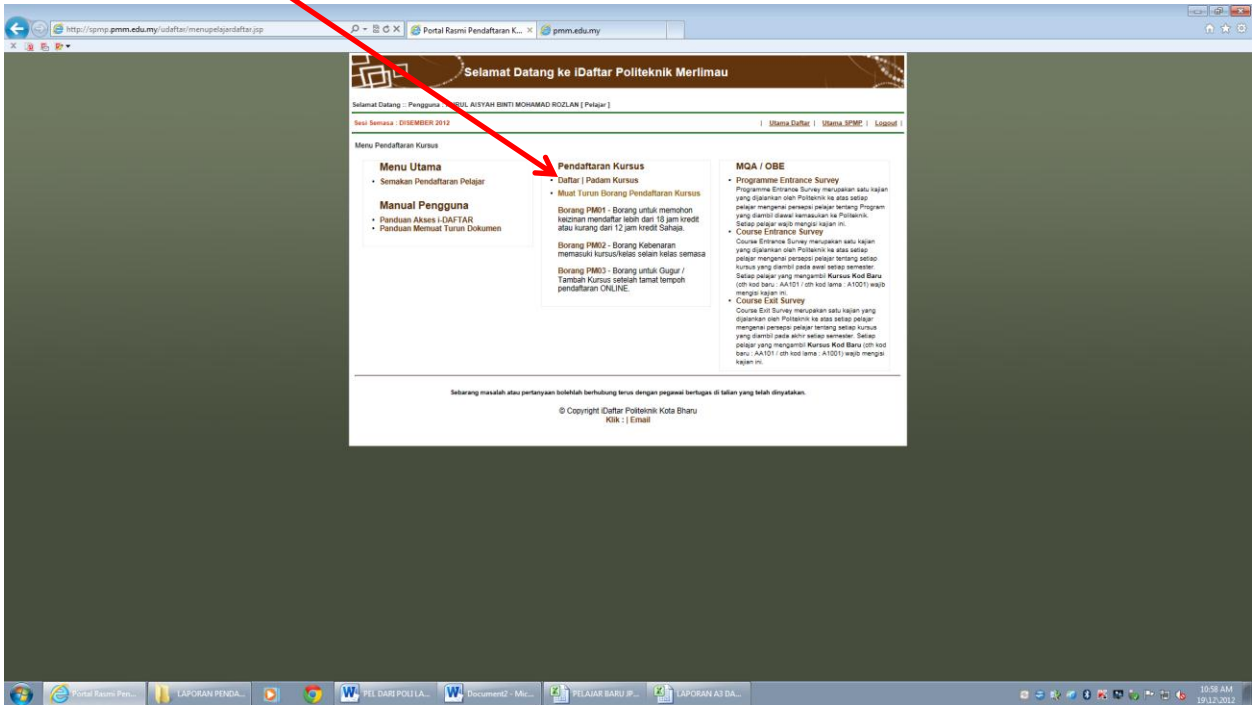 http://spmp.pmm.edu.my/udaftar/menupelajardaftar.jsp
Portal Rasmi Pendaftaran K...
pmm.edu.my
Selamat Datang ke iDaftar Politeknik Merlimau
Selamat Datang :: Pengguna : NURUL AISYAH BINTI MOHAMAD ROZLAN [ Pelajar ]
Sesi Semasa : DISEMBER 2012
| Utama Daftar | Utama SPMP | Logout |
Menu Pendaftaran Kursus
Menu Utama
• Semakan Pendaftaran Pelajar
Manual Pengguna
• Panduan Akses i-DAFTAR
• Panduan Memuat Turun Dokumen
Pendaftaran Kursus
• Daftar | Padam Kursus
• Muat Turun Borang Pendaftaran Kursus
Borang PM01 - Borang untuk memohon
keizinan mendaftar lebih dari 18 jam kredit
atau kurang dari 12 jam kredit Sahaja.
Borang PM02 - Borang Kebenaran
memasuki kursus/kelas selain kelas semasa
Borang PM03 - Borang untuk Gugur /
Tambah Kursus setelah tamat tempoh
pendaftaran ONLINE.
MQA / OBE
• Programme Entrance Survey
Programme Entrance Survey merupakan satu kajian
yang dijalankan oleh Politeknik ke atas setiap
pelajar mengenai persepsi pelajar tentang Program
yang diambil diawal kemasukan ke Politeknik.
Setiap pelajar wajib mengisi kajian ini.
• Course Entrance Survey
Course Entrance Survey merupakan satu kajian
yang dijalankan oleh Politeknik ke atas setiap
pelajar mengenai persepsi pelajar tentang setiap
kursus yang diambil pada awal setiap semester.
Setiap pelajar yang mengambil Kursus Kod Baru
(cth kod baru : AA101 / cth kod lama : A1001) wajib
mengisi kajian ini.
• Course Exit Survey
Course Exit Survey merupakan satu kajian yang
dijalankan oleh Politeknik ke atas setiap pelajar
mengenai persepsi pelajar tentang setiap kursus
yang diambil pada akhir setiap semester. Setiap
pelajar yang mengambil Kursus Kod Baru (cth kod
baru : AA101 / cth kod lama : A1001) wajib mengisi
kajian ini.
Sebarang masalah atau pertanyaan bolehlah berhubung terus dengan pegawai bertugas di talian yang telah dinyatakan.
© Copyright iDaftar Politeknik Kota Bharu
Klik : | Email
Portal Rasmi Pen...
LAPORAN PENDA...
PEL DARI POLI LA...
Document2 - Mic...
PELAJAR BARU JP...
LAPORAN A3 DA...
10:58 AM
19\12\2012